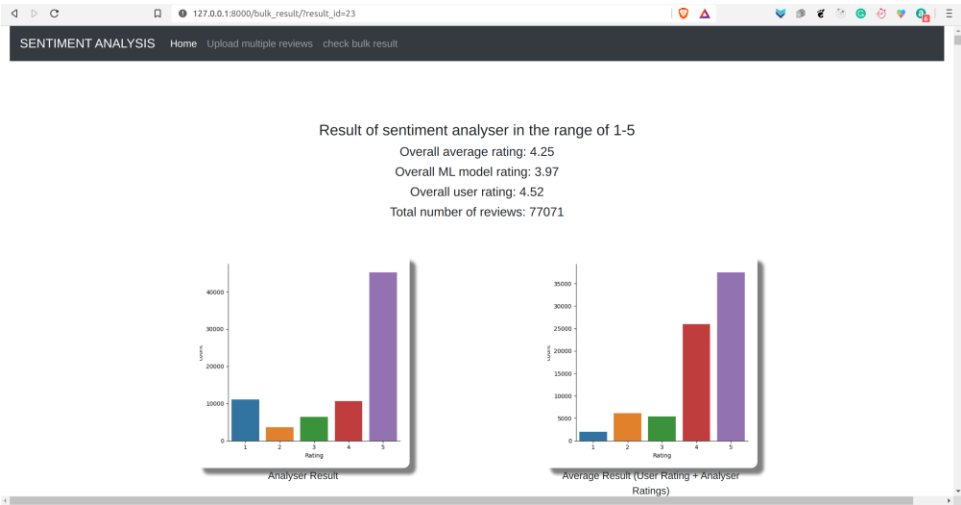 127.0.0.1:8000/bulk_result/?result_id=23
SENTIMENT ANALYSIS Home Upload multiple reviews check bulk result
Result of sentiment analyser in the range of 1-5
Overall average rating: 4.25
Overall ML model rating: 3.97
Overall user rating: 4.52
Total number of reviews: 77071
40000
30000
20000
10000
0
1 2 3 4 5
Rating
Analyser Result
35000
30000
25000
20000
15000
10000
5000
0
1 2 3 4 5
Rating
Average Result (User Rating + Analyser
Ratings)